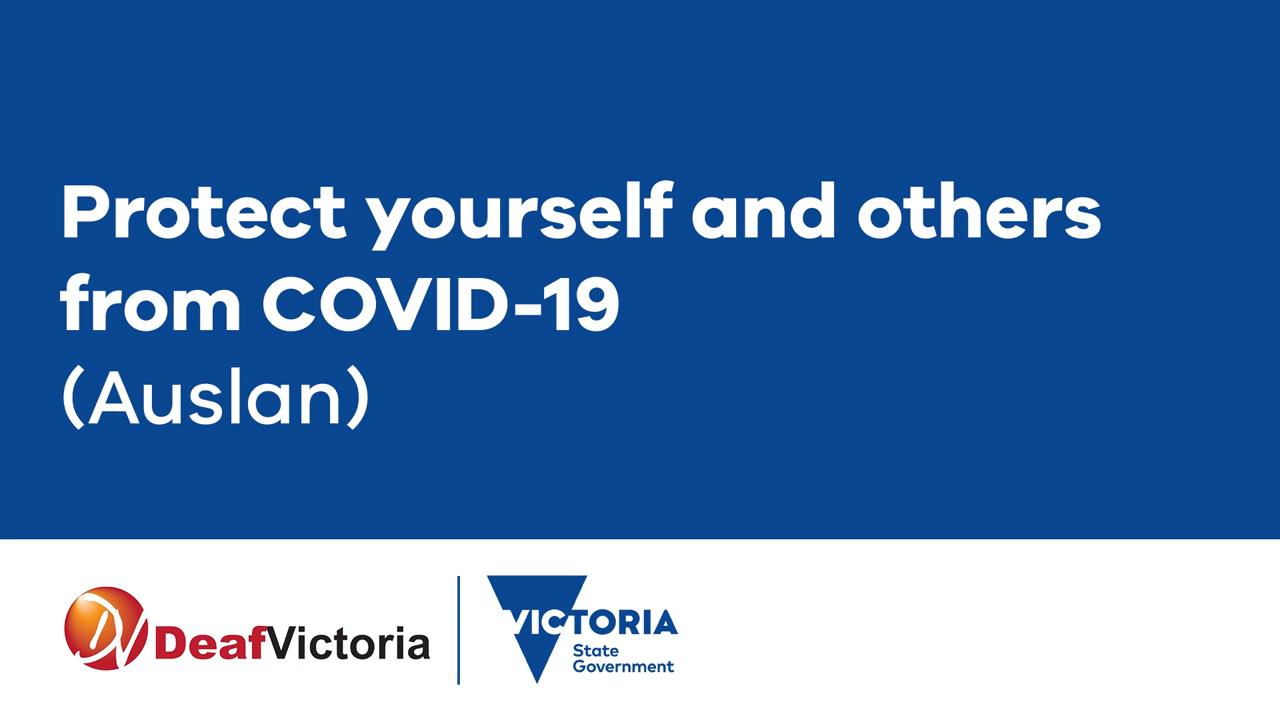 Protect yourself and others
from COVID-19
(Auslan)
DeafVictoria
VICTORIA
State
Government